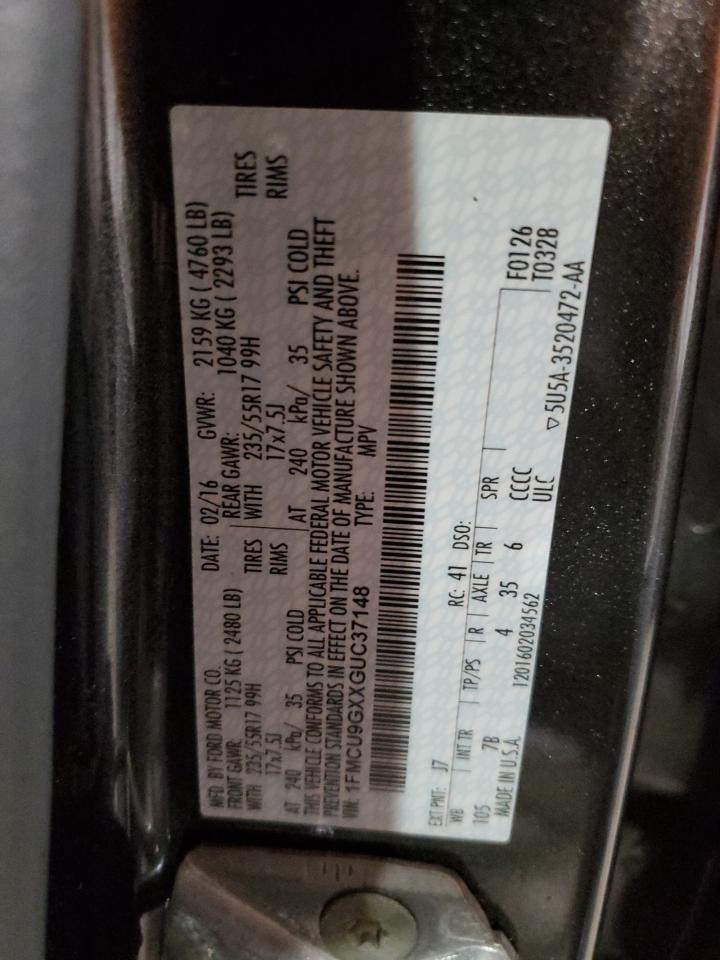 MFD. BY FORD MOTOR CO.
DATE: 02/16 GVWR: 2159 KG ( 4760 LB)
FRONT GAWR: 1125 KG ( 2480 LB) REAR GAWR: 1040 KG ( 2293 LB)
WITH 235/55R17 99H TIRES WITH 235/55R17 99H TIRES
17x7.5J RIMS 17x7.5J RIMS
AT 240 kPa/ 35 PSI COLD AT 240 kPa/ 35 PSI COLD
THIS VEHICLE CONFORMS TO ALL APPLICABLE FEDERAL MOTOR VEHICLE SAFETY AND THEFT
PREVENTION STANDARDS IN EFFECT ON THE DATE OF MANUFACTURE SHOWN ABOVE.
VIN: 1FMCU9GXXGUC37148 TYPE: MPV
EXT PNT: J7 RC: 41 DSO:
WB INT TR TP/PS R AXLE TR SPR F0126
105 7B 4 35 6 CCCC T0328
MADE IN U.S.A. 1201602034562 ULC ▽5U5A-3520472-AA